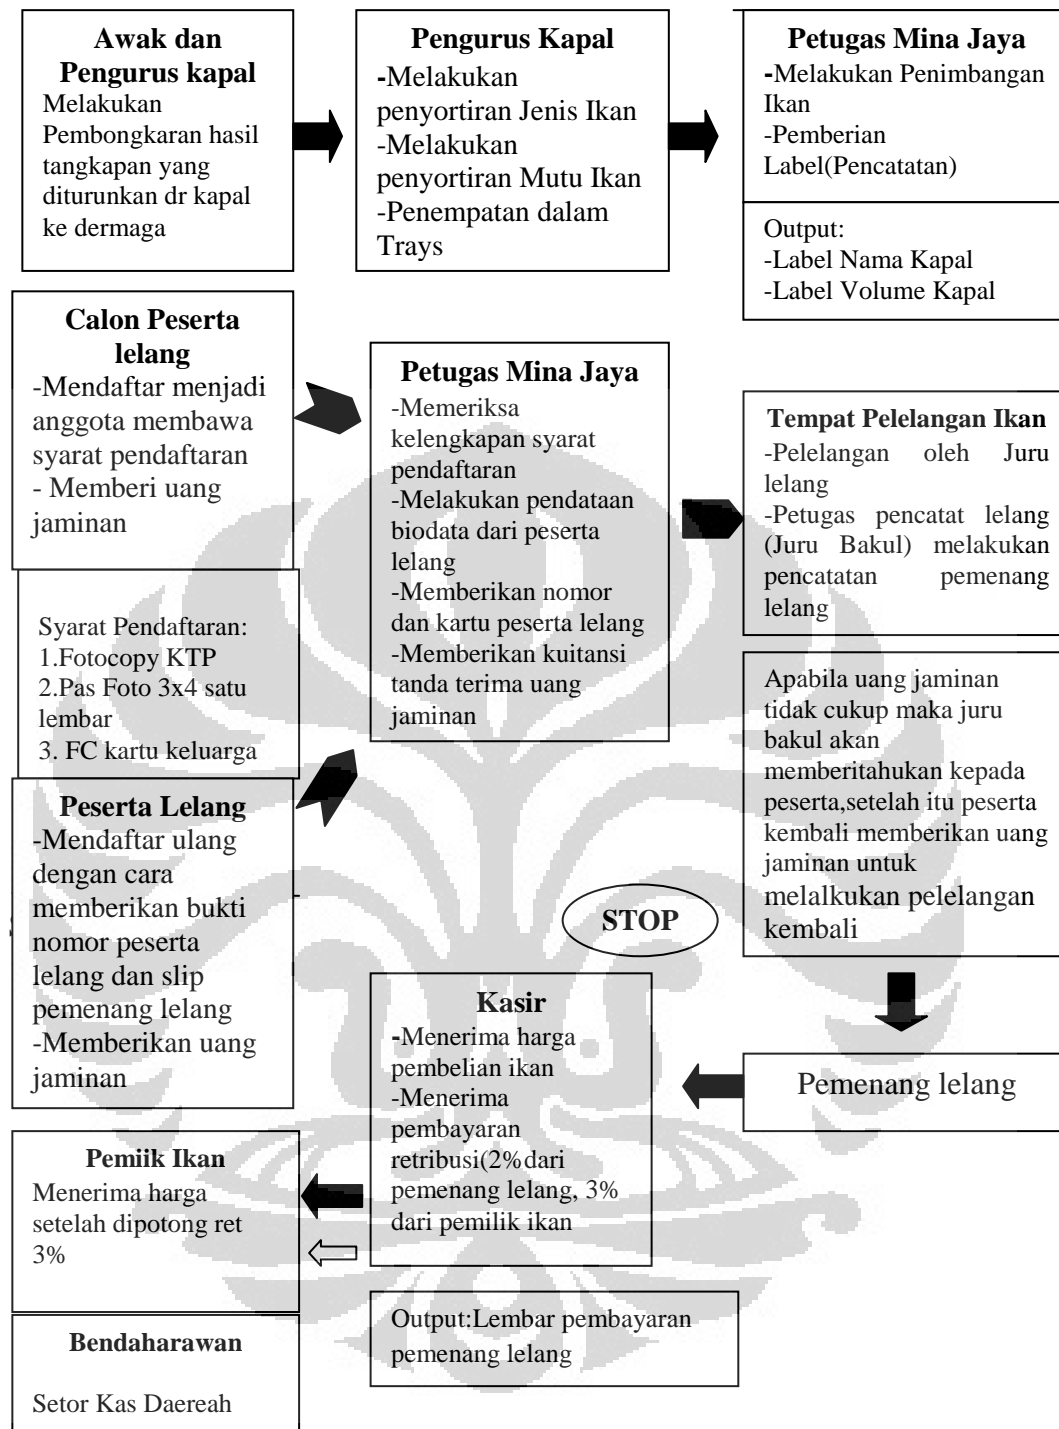 Awak dan
Pengurus kapal
Melakukan
Pembongkaran hasil
tangkapan yang
diturunkan dr kapal
ke dermaga
Pengurus Kapal
-Melakukan
penyortiran Jenis Ikan
-Melakukan
penyortiran Mutu Ikan
-Penempatan dalam
Trays
Petugas Mina Jaya
-Melakukan Penimbangan
Ikan
-Pemberian
Label(Pencatatan)
Output:
-Label Nama Kapal
-Label Volume Kapal
Calon Peserta
lelang
-Mendaftar menjadi
anggota membawa
syarat pendaftaran
- Memberi uang
jaminan
Syarat Pendaftaran:
1.Fotocopy KTP
2.Pas Foto 3x4 satu
lembar
3. FC kartu keluarga
Peserta Lelang
-Mendaftar ulang
dengan cara
memberikan bukti
nomor peserta
lelang dan slip
pemenang lelang
-Memberikan uang
jaminan
Petugas Mina Jaya
-Memeriksa
kelengkapan syarat
pendaftaran
-Melakukan pendataan
biodata dari peserta
lelang
-Memberikan nomor
dan kartu peserta lelang
-Memberikan kuitansi
tanda terima uang
jaminan
Tempat Pelelangan Ikan
-Pelelangan oleh Juru
lelang
-Petugas pencatat lelang
(Juru Bakul) melakukan
pencatatan pemenang
lelang
Apabila uang jaminan
tidak cukup maka juru
bakul akan
memberitahukan kepada
peserta,setelah itu peserta
kembali memberikan uang
jaminan untuk
melalkukan pelelangan
kembali
STOP
Pemenang lelang
Kasir
-Menerima harga
pembelian ikan
-Menerima
pembayaran
retribusi(2%dari
pemenang lelang, 3%
dari pemilik ikan
Output:Lembar pembayaran
pemenang lelang
Pemiik Ikan
Menerima harga
setelah dipotong ret
3%
Bendaharawan
Setor Kas Daereah